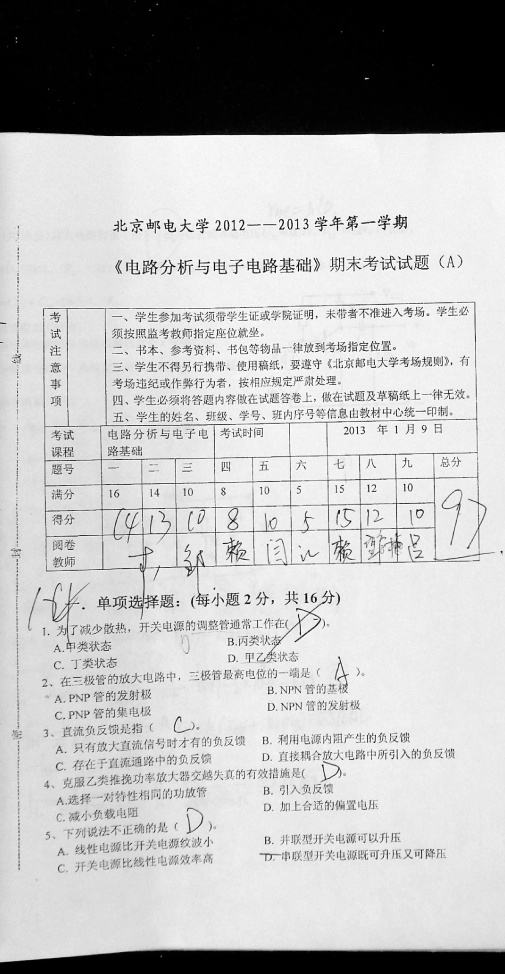 北京邮电大学2012——2013学年第一学期
《电路分析与电子电路基础》期末考试试题（A）
考试注意事项
一、学生参加考试须带学生证或学院证明，未带者不准进入考场。学生必
须按照监考教师指定座位就坐。
二、书本、参考资料、书包等物品一律放到考场指定位置。
三、学生不得另行携带、使用稿纸，要遵守《北京邮电大学考场规则》，有
考场违纪或作弊行为者，按相应规定严肃处理。
四、学生必须将答题内容做在试题答卷上，做在试题及草稿纸上一律无效。
五、学生的姓名、班级、学号、班内序号等信息由教材中心统一印制。
考试课程 电路分析与电子电路基础 考试时间 2013 年 1 月 9 日
题号 一 二 三 四 五 六 七 八 九 总分
满分 16 14 10 8 10 5 15 12 10
得分 14 13 10 8 10 5 15 12 10 97
阅卷教师 邹 赖 闫 赖 吕
一. 单项选择题：(每小题 2 分，共 16 分)
1. 为了减少散热，开关电源的调整管通常工作在( D )。
A.甲类状态 B.丙类状态
C. 丁类状态 D. 甲乙类状态
2、在三极管的放大电路中，三极管最高电位的一端是（ A ）。
A. PNP 管的发射极 B. NPN 管的基极
C. PNP 管的集电极 D. NPN 管的发射极
3、直流负反馈是指（ C ）。
A. 只有放大直流信号时才有的负反馈 B. 利用电源内阻产生的负反馈
C. 存在于直流通路中的负反馈 D. 直接耦合放大电路中所引入的负反馈
4、克服乙类推挽功率放大器交越失真的有效措施是( D )。
A.选择一对特性相同的功放管 B. 引入负反馈
C. 减小负载电阻 D. 加上合适的偏置电压
5、下列说法不正确的是（ D ）。
A. 线性电源比开关电源纹波小 B. 并联型开关电源可以升压
C. 开关电源比线性电源效率高 D. 串联型开关电源既可升压又可降压